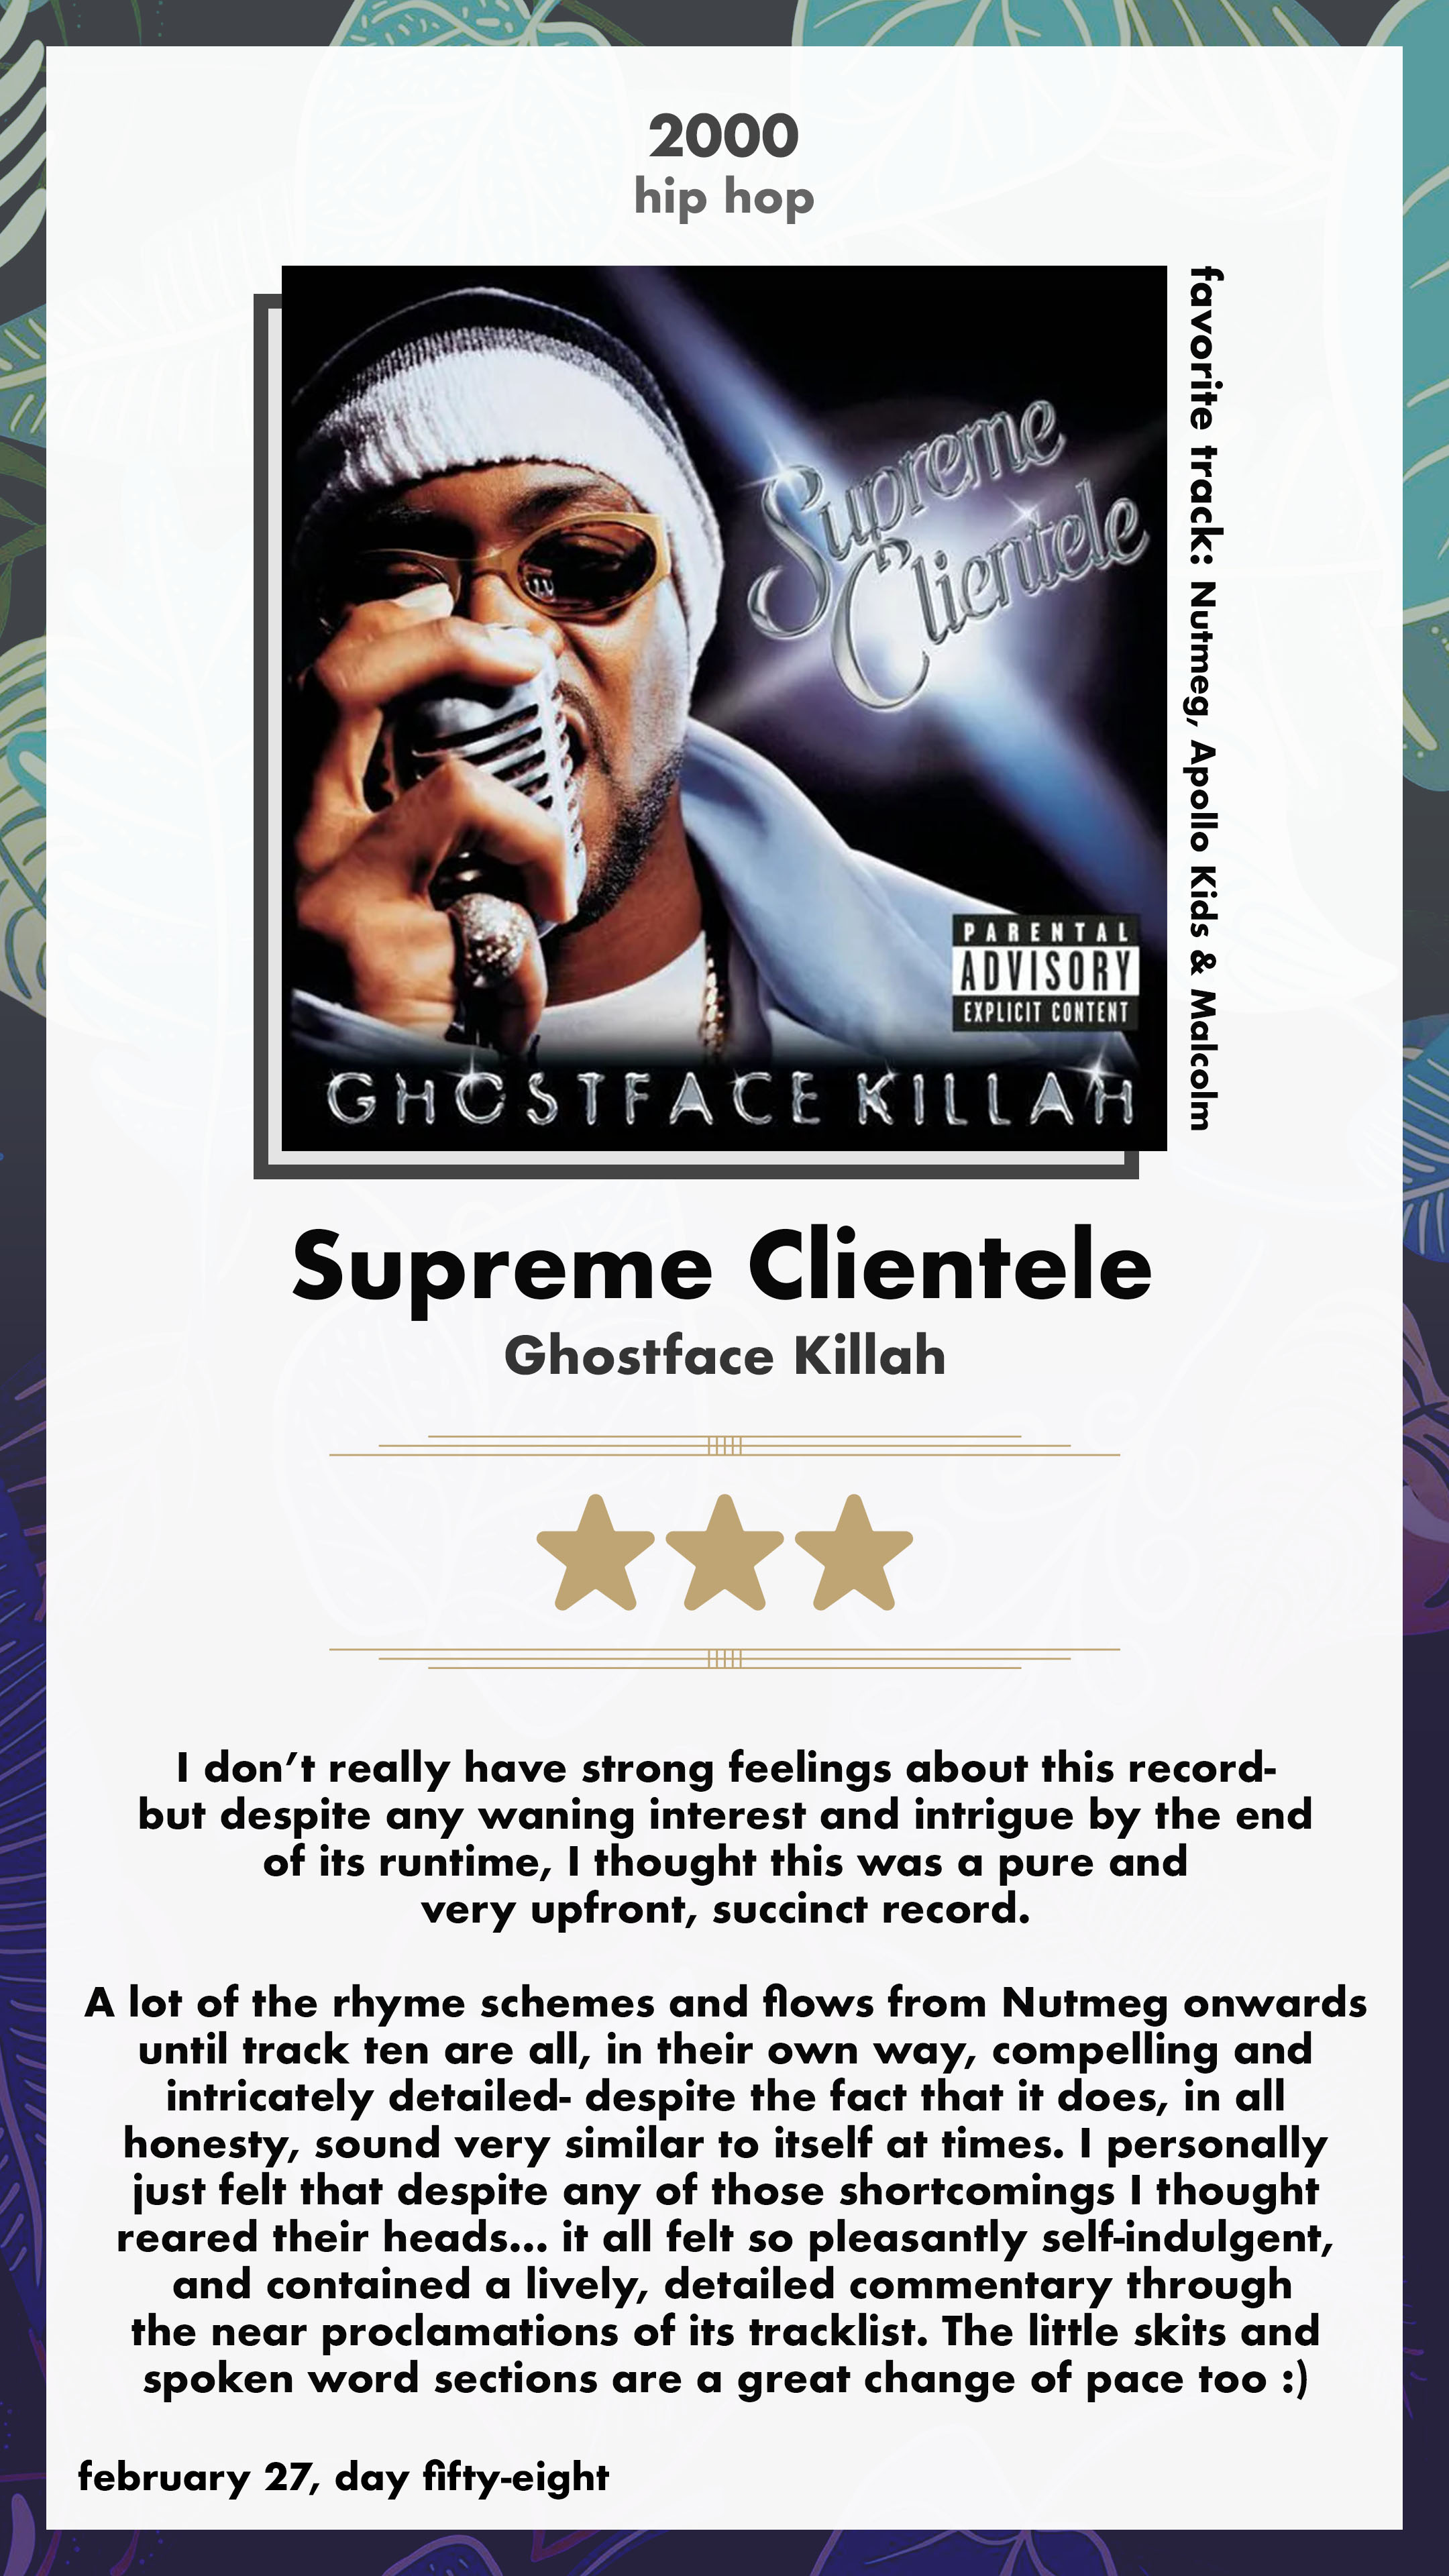 2000
hip hop
Supreme
Clientele
PARENTAL
ADVISORY
EXPLICIT CONTENT
GHOSTFACE KILLAH
favorite track: Nutmeg, Apollo Kids & Malcolm
Supreme Clientele
Ghostface Killah
I don’t really have strong feelings about this record-
but despite any waning interest and intrigue by the end
of its runtime, I thought this was a pure and
very upfront, succinct record.
A lot of the rhyme schemes and flows from Nutmeg onwards
until track ten are all, in their own way, compelling and
intricately detailed- despite the fact that it does, in all
honesty, sound very similar to itself at times. I personally
just felt that despite any of those shortcomings I thought
reared their heads... it all felt so pleasantly self-indulgent,
and contained a lively, detailed commentary through
the near proclamations of its tracklist. The little skits and
spoken word sections are a great change of pace too :)
february 27, day fifty-eight